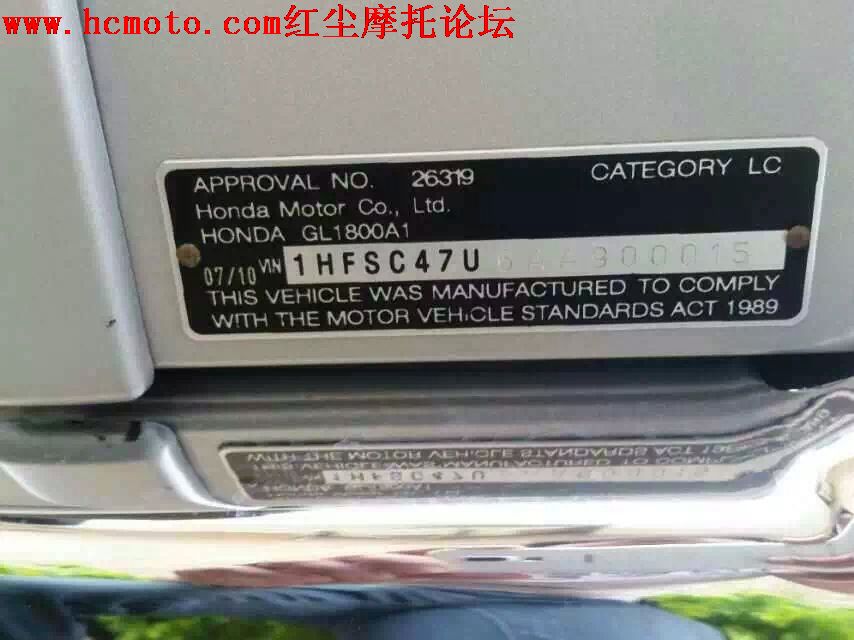 www.hcmoto.com红尘摩托论坛
APPROVAL NO. 26319 CATEGORY LC
Honda Motor Co., Ltd.
HONDA GL1800A1
07/10 VIN 1HFSC47U
THIS VEHICLE WAS MANUFACTURED TO COMPLY
WITH THE MOTOR VEHICLE STANDARDS ACT 1989